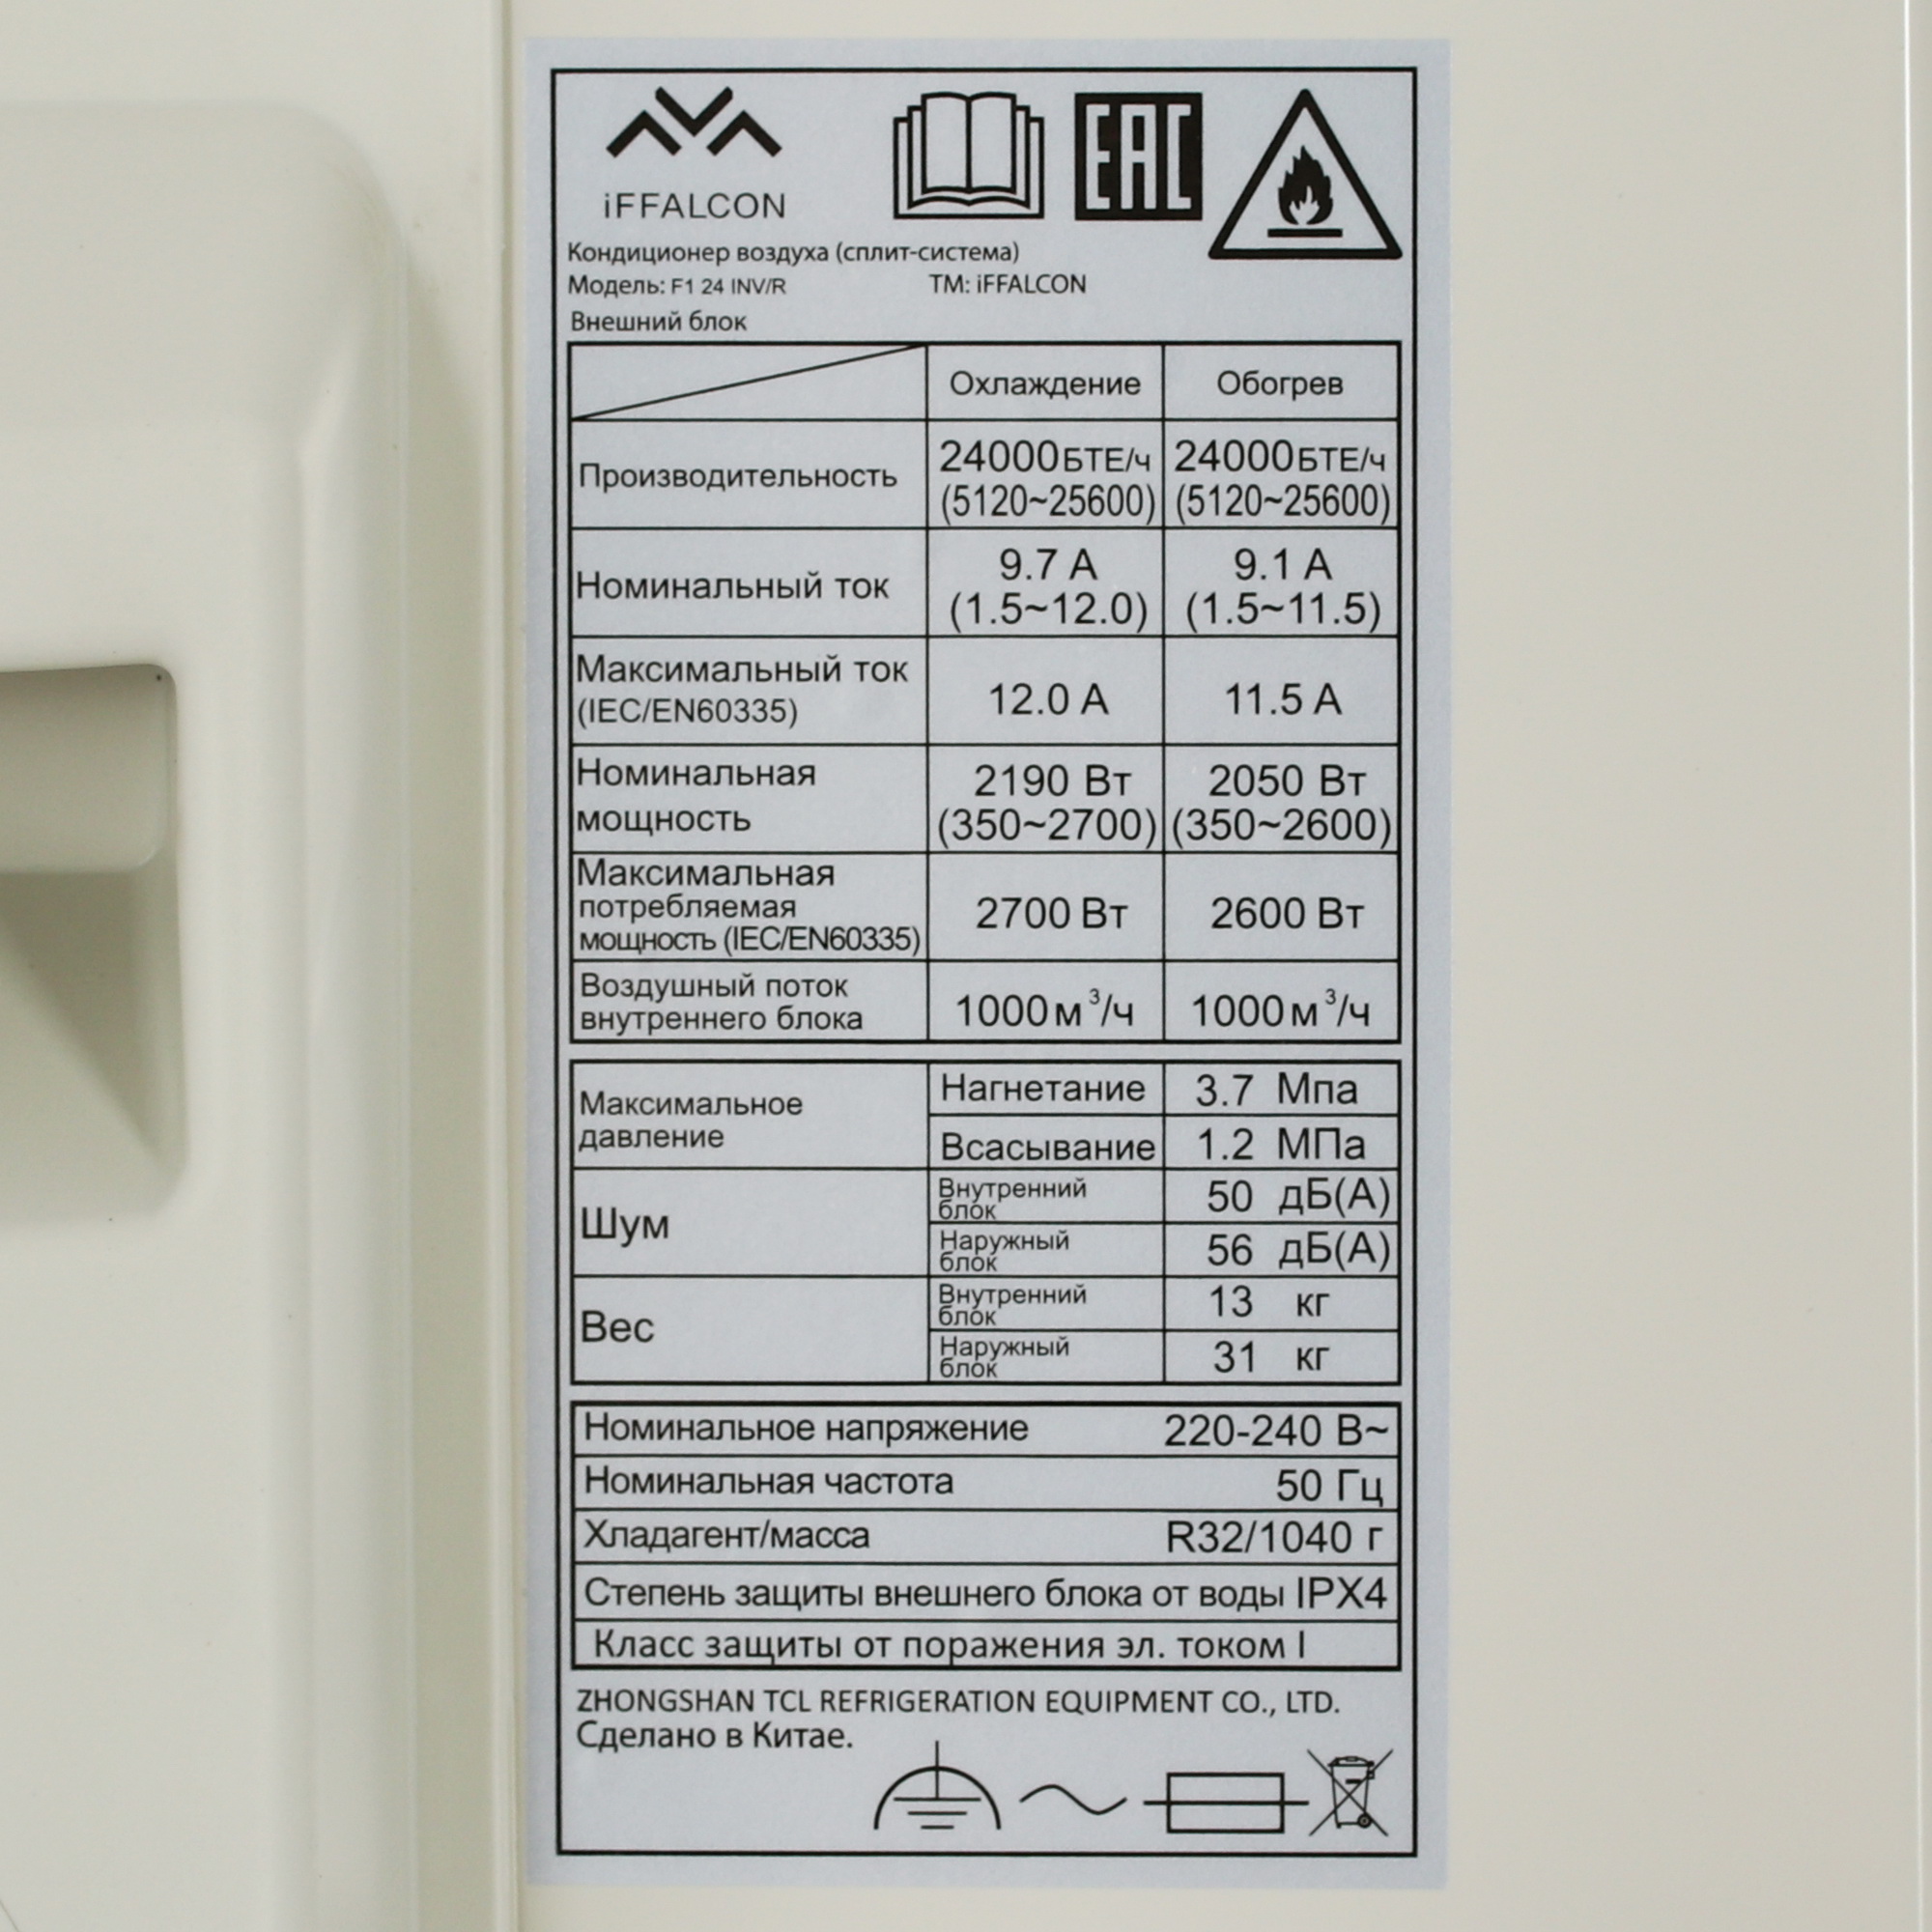 iFFALCON
EAC
Кондиционер воздуха (сплит-система)
Модель: F1 24 INV/R TM: iFFALCON
Внешний блок
Охлаждение Обогрев
Производительность 24000БТЕ/ч (5120~25600) 24000БТЕ/ч (5120~25600)
Номинальный ток 9.7 А (1.5~12.0) 9.1 А (1.5~11.5)
Максимальный ток (IEC/EN60335) 12.0 А 11.5 А
Номинальная мощность 2190 Вт (350~2700) 2050 Вт (350~2600)
Максимальная потребляемая мощность (IEC/EN60335) 2700 Вт 2600 Вт
Воздушный поток внутреннего блока 1000м³/ч 1000м³/ч
Максимальное давление Нагнетание 3.7 Мпа
Всасывание 1.2 МПа
Шум Внутренний блок 50 дБ(А)
Наружный блок 56 дБ(А)
Вес Внутренний блок 13 кг
Наружный блок 31 кг
Номинальное напряжение 220-240 В~
Номинальная частота 50 Гц
Хладагент/масса R32/1040 г
Степень защиты внешнего блока от воды IPX4
Класс защиты от поражения эл. током I
ZHONGSHAN TCL REFRIGERATION EQUIPMENT CO., LTD.
Сделано в Китае.